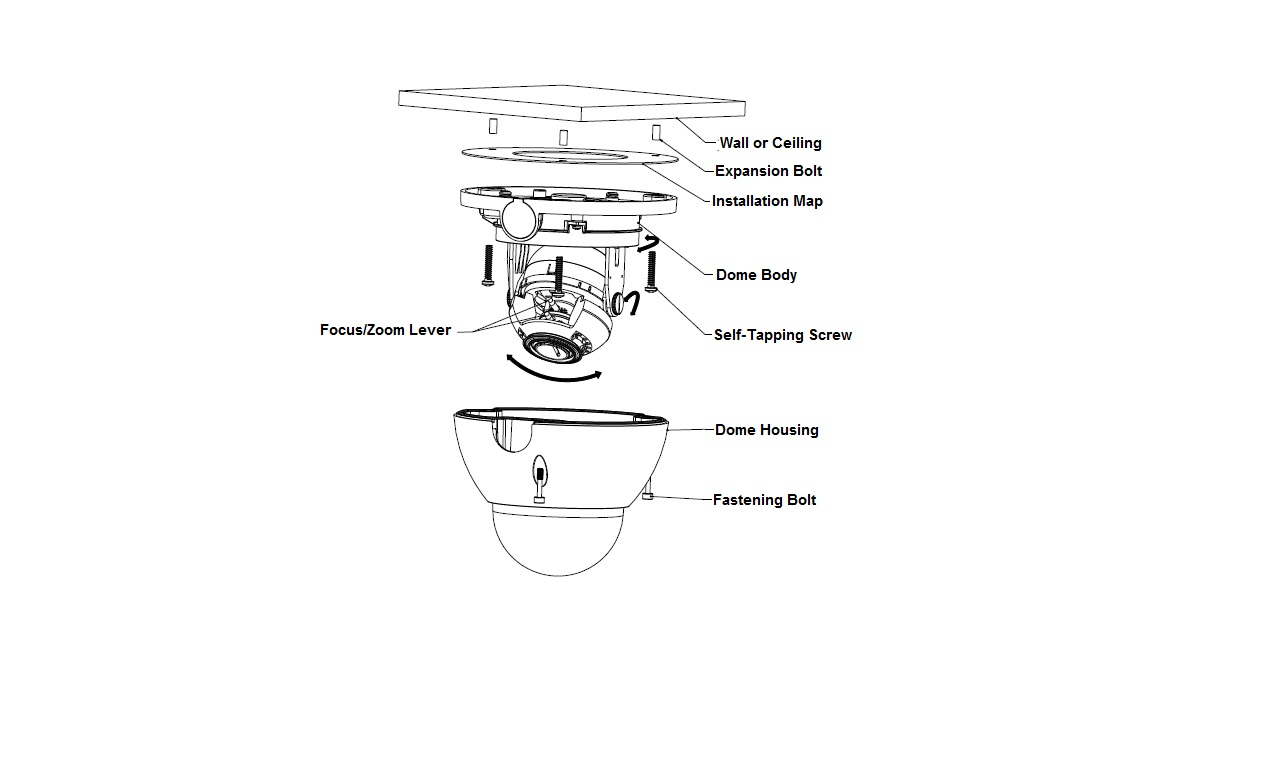 Wall or Ceiling
Expansion Bolt
Installation Map
Dome Body
Focus/Zoom Lever
Self-Tapping Screw
Dome Housing
Fastening Bolt